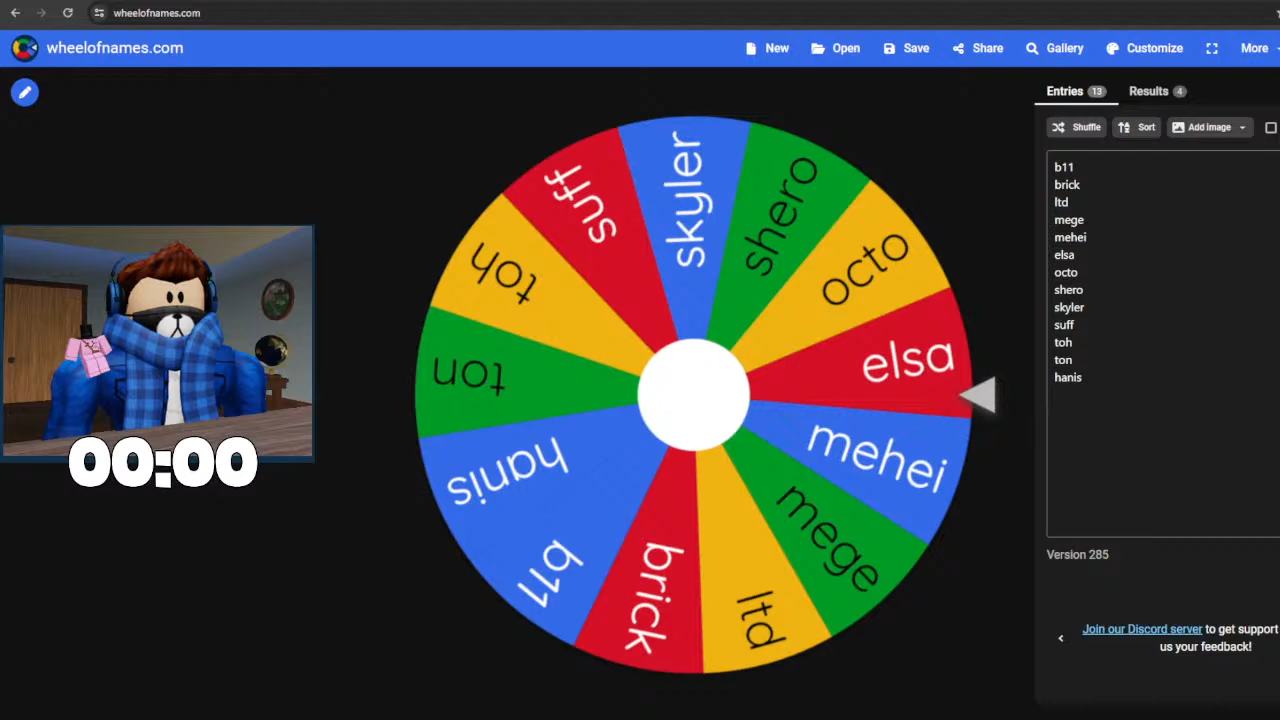 wheelofnames.com
wheelofnames.com
New
Open
Save
Share
Gallery
Customize
More
Entries 13
Results 4
Shuffle
Sort
Add image
b11
brick
ltd
mege
mehei
elsa
octo
shero
skyler
suff
toh
ton
hanis
skyler
shero
octo
elsa
mehei
mege
ltd
brick
b11
hanis
ton
toh
suff
00:00
Version 285
Join our Discord server to get support
us your feedback!